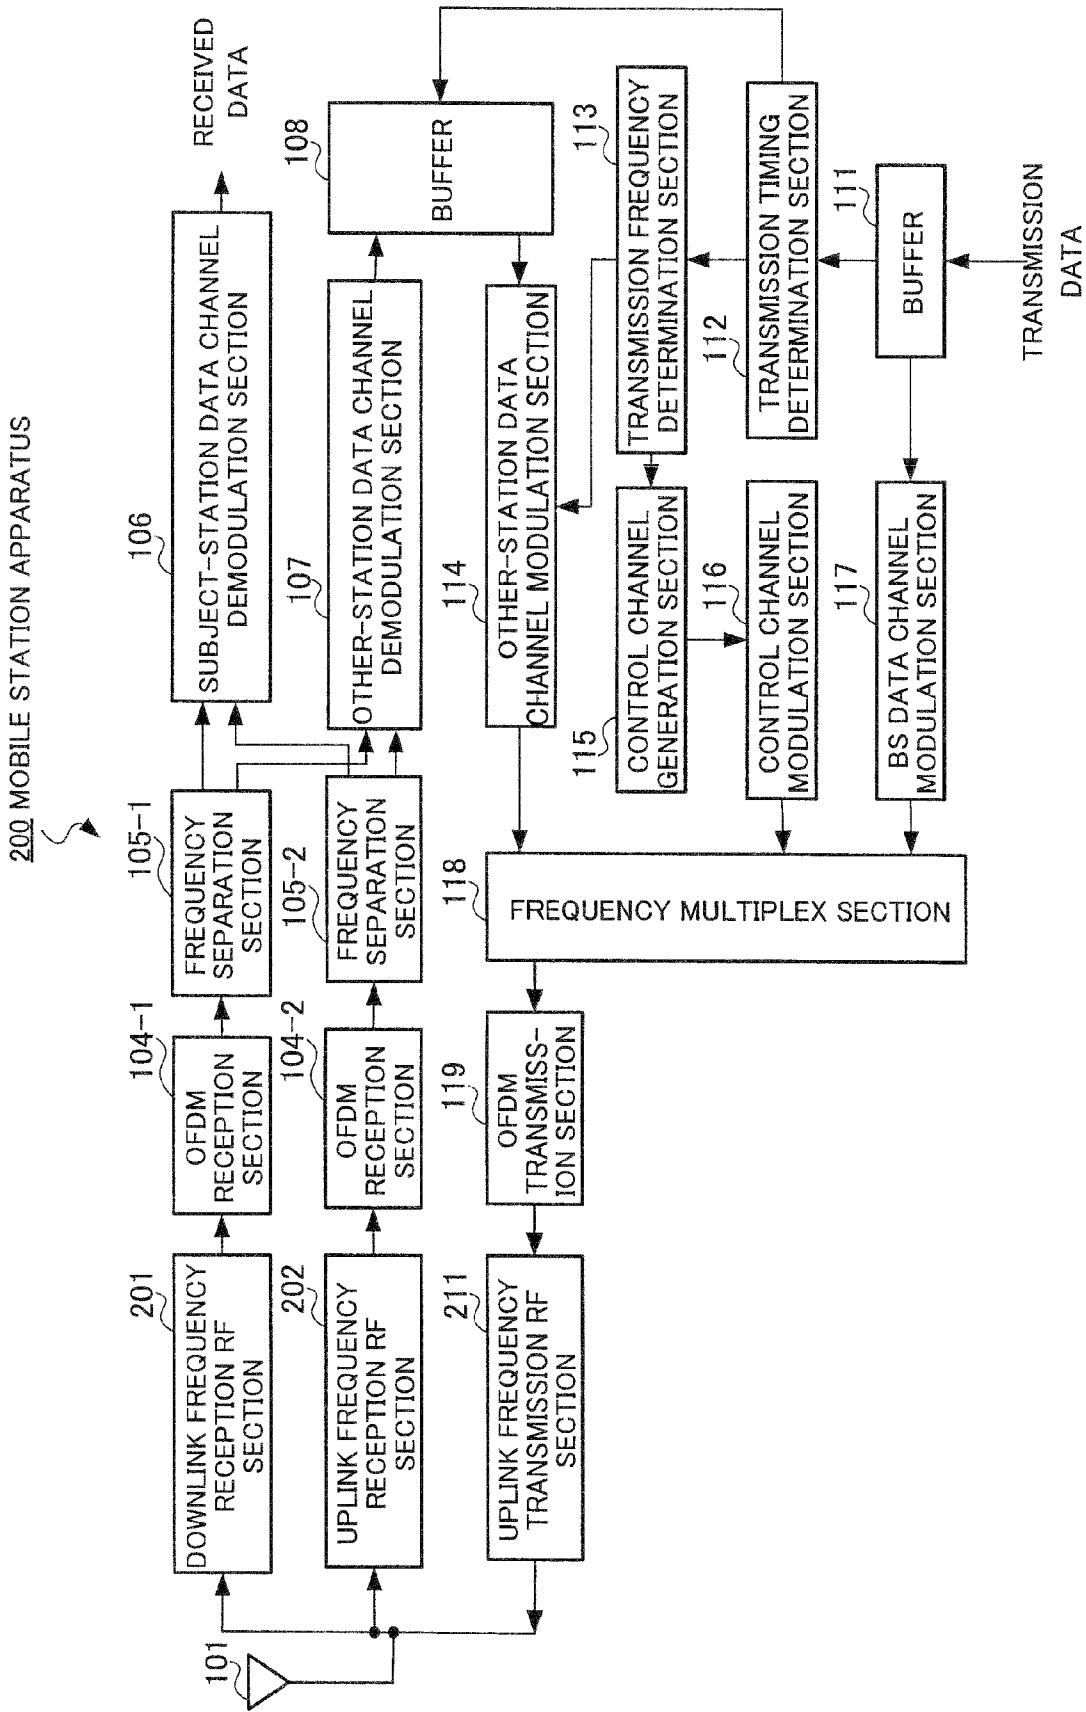 200 MOBILE STATION APPARATUS
101
201
DOWNLINK FREQUENCY
RECEPTION RF
SECTION
104-1
OFDM
RECEPTION
SECTION
105-1
FREQUENCY
SEPARATION
SECTION
106
SUBJECT-STATION DATA CHANNEL
DEMODULATION SECTION
RECEIVED
DATA
202
UPLINK FREQUENCY
RECEPTION RF
SECTION
104-2
OFDM
RECEPTION
SECTION
105-2
FREQUENCY
SEPARATION
SECTION
107
OTHER-STATION DATA CHANNEL
DEMODULATION SECTION
108
BUFFER
211
UPLINK FREQUENCY
TRANSMISSION RF
SECTION
119
OFDM
TRANSMISS-
ION SECTION
118
FREQUENCY MULTIPLEX SECTION
114
OTHER-STATION DATA
CHANNEL MODULATION SECTION
115
CONTROL CHANNEL
GENERATION SECTION
113
TRANSMISSION FREQUENCY
DETERMINATION SECTION
116
CONTROL CHANNEL
MODULATION SECTION
112
TRANSMISSION TIMING
DETERMINATION SECTION
117
BS DATA CHANNEL
MODULATION SECTION
111
BUFFER
TRANSMISSION
DATA